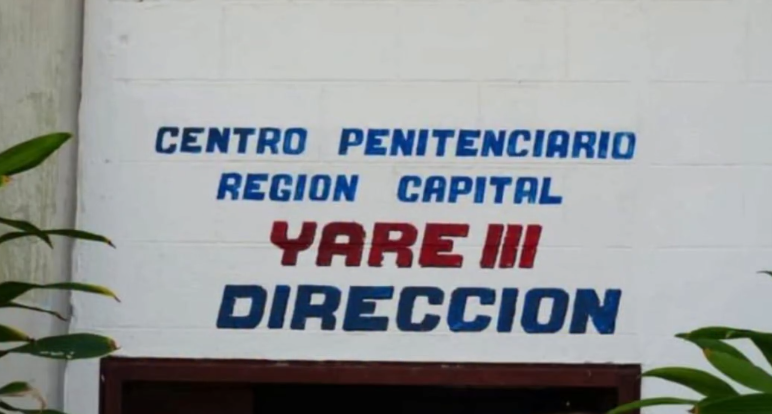 CENTRO PENITENCIARIO
REGION CAPITAL
YARE III
DIRECCION